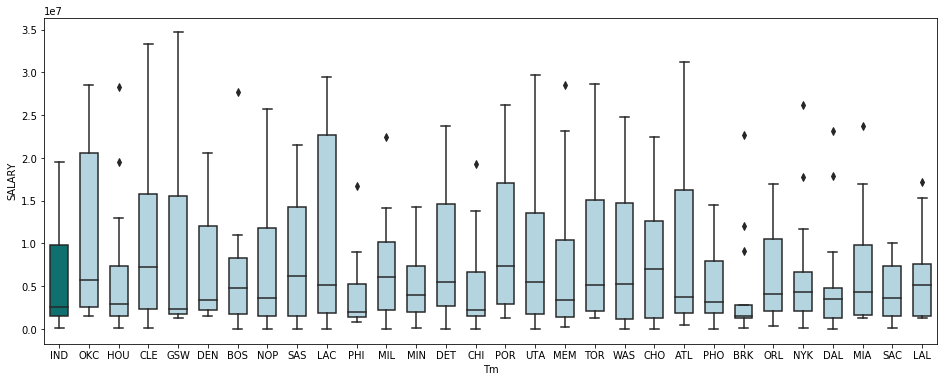 1e7
3.5
3.0
2.5
2.0
1.5
1.0
0.5
0.0
SALARY
IND OKC HOU CLE GSW DEN BOS NOP SAS LAC PHI MIL MIN DET CHI POR UTA MEM TOR WAS CHO ATL PHO BRK ORL NYK DAL MIA SAC LAL
Tm